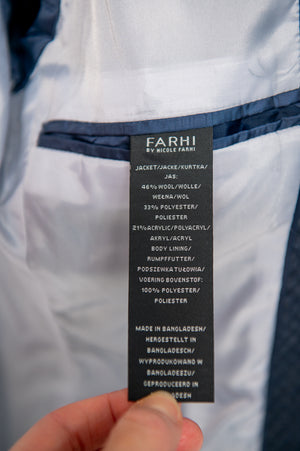 FARHI
BY NICOLE FARHI
JACKET/JACKE/KURTKA/
JAS:
46% WOOL/WOLLE/
WEŁNA/WOL
33% POLYESTER/
POLIESTER
21%ACRYLIC/POLYACRYL/
AKRYL/ACRYL
BODY LINING/
RUMPFFUTTER/
PODSZEWKA TUŁOWIA/
VOERING BOVENSTOF:
100% POLYESTER/
POLIESTER
MADE IN BANGLADESH/
HERGESTELLT IN
BANGLADESCH/
WYPRODUKOWANO W
BANGLADESZU/
GEPRODUCEERD IN
BANGLADESH